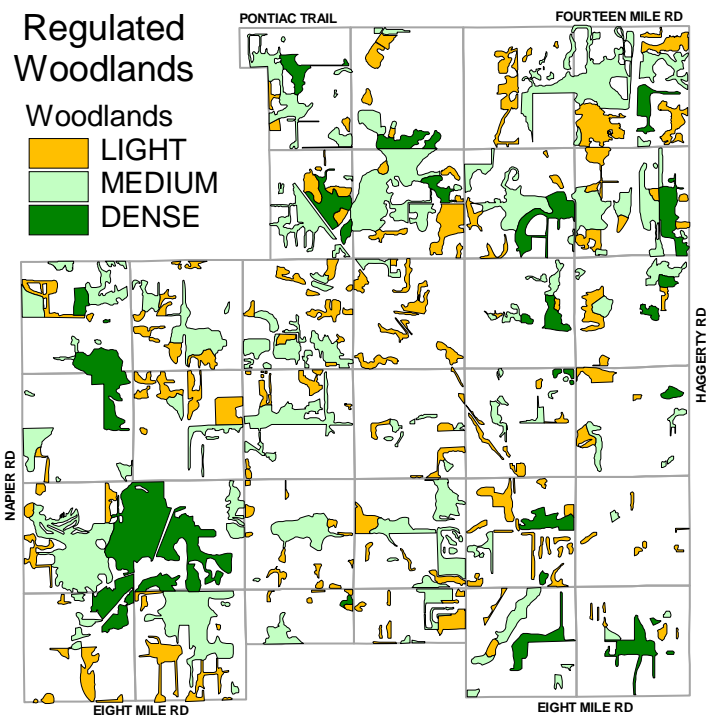 Regulated
Woodlands
Woodlands
LIGHT
MEDIUM
DENSE
PONTIAC TRAIL
FOURTEEN MILE RD
HAGGERTY RD
NAPIER RD
EIGHT MILE RD
EIGHT MILE RD